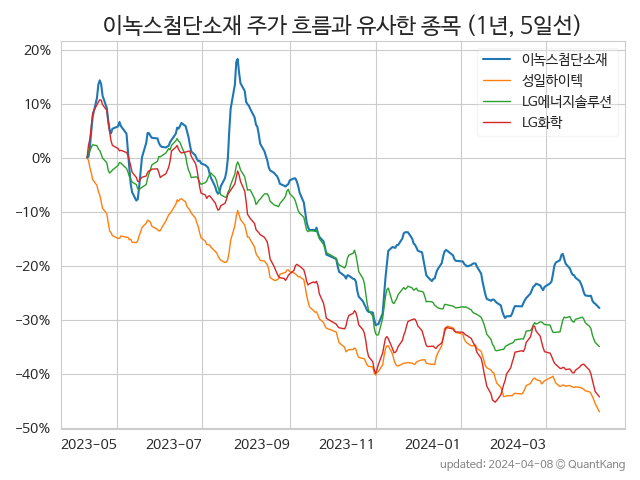 이녹스첨단소재 주가 흐름과 유사한 종목 (1년, 5일선)
이녹스첨단소재
성일하이텍
LG에너지솔루션
LG화학
20%
10%
0%
−10%
−20%
−30%
−40%
−50%
2023-05 2023-07 2023-09 2023-11 2024-01 2024-03
updated: 2024-04-08 © QuantKang